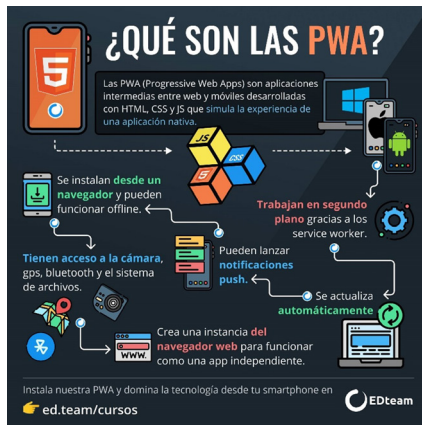 ¿QUÉ SON LAS PWA?
Las PWA (Progressive Web Apps) son aplicaciones
intermedias entre web y móviles desarrolladas
con HTML, CSS y JS que simula la experiencia de
una aplicación nativa.
JS
CSS
5
5
Se instalan desde un
navegador y pueden
funcionar offline.
Trabajan en segundo
plano gracias a los
service worker.
Tienen acceso a la cámara,
gps, bluetooth y el sistema
de archivos.
Pueden lanzar
notificaciones
push.
Se actualiza
automáticamente
WWW.
Crea una instancia del
navegador web para funcionar
como una app independiente.
Instala nuestra PWA y domina la tecnología desde tu smartphone en
ed.team/cursos
EDteam